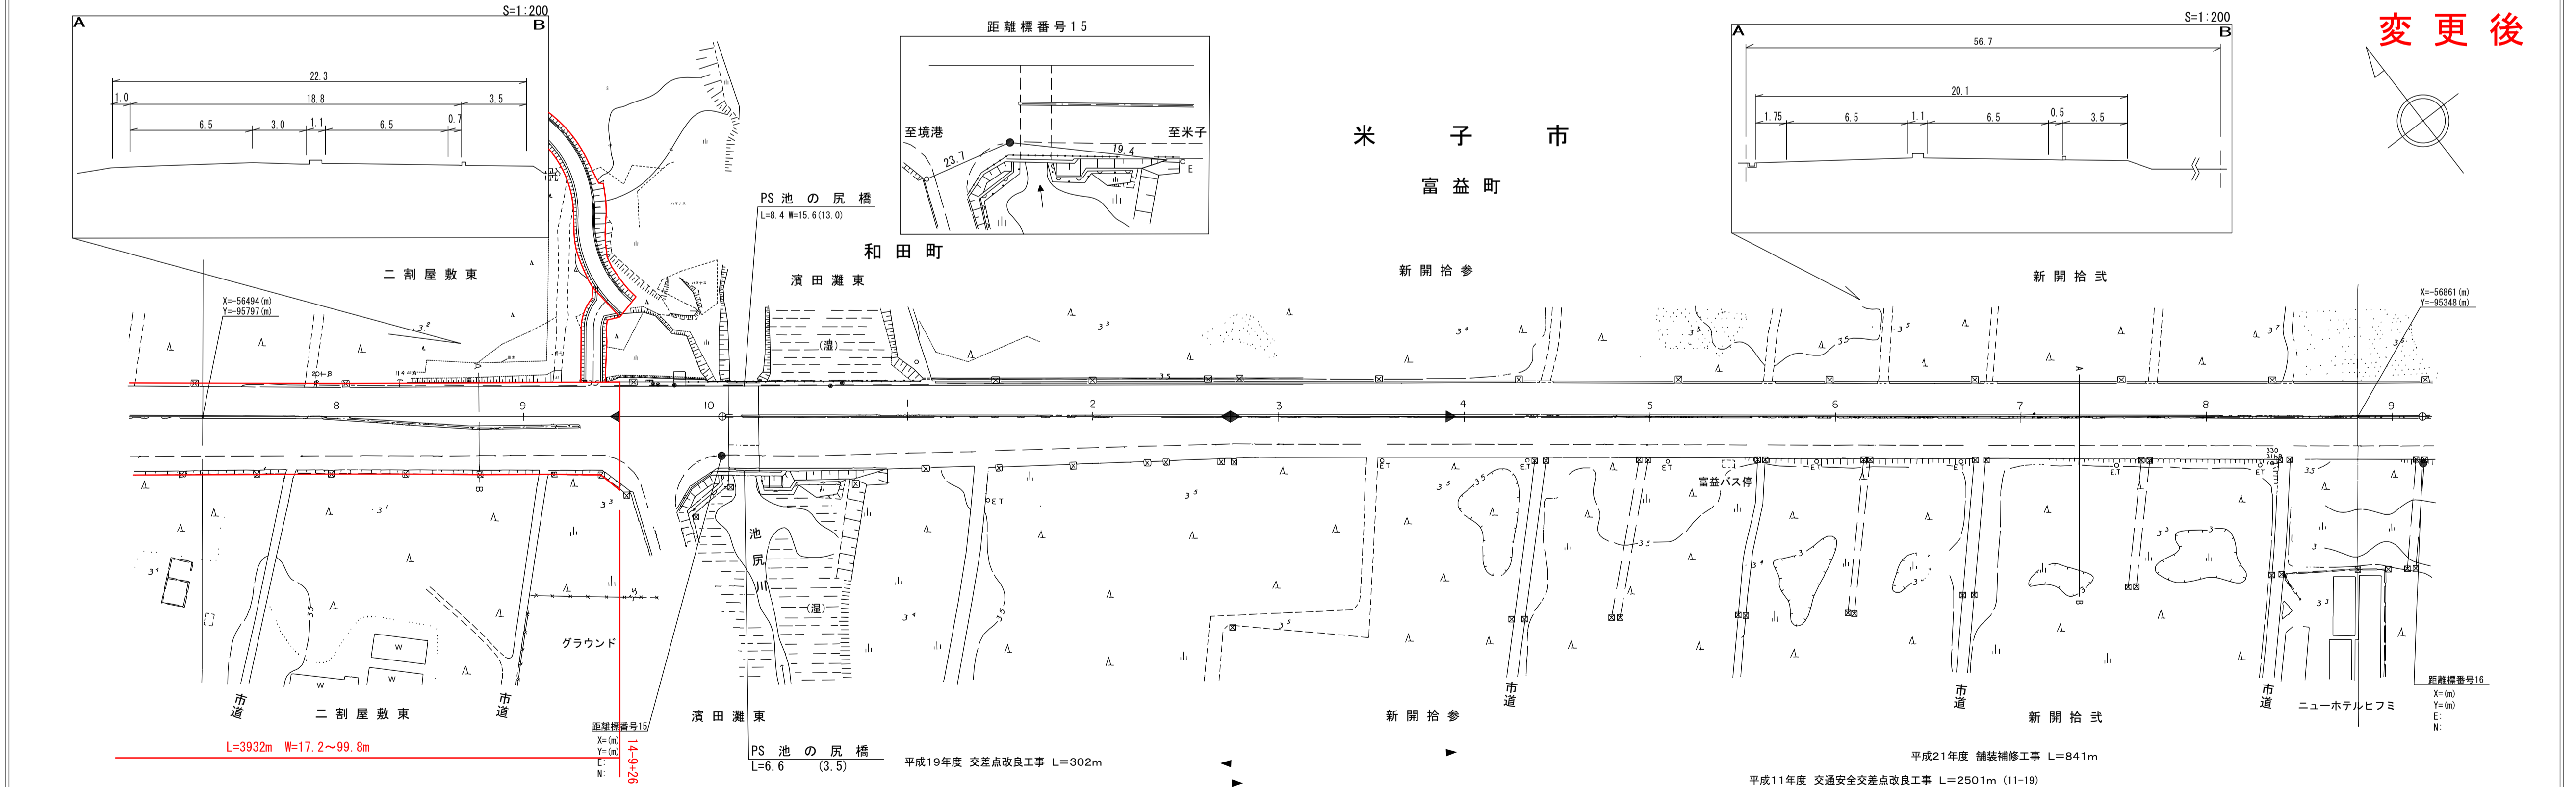 変更後
S=1:200
A
B
22.3
1.0
18.8
3.5
6.5
3.0
1.1
6.5
0.7
距離標番号15
至境港
至米子
23.7
19.4
E
S=1:200
A
B
56.7
20.1
1.75
6.5
1.1
6.5
0.5
3.5
米子市
富益町
和田町
PS 池の尻橋
L=8.4 W=15.6(13.0)
二割屋敷東
濱田灘東
新開拾参
新開拾弐
X=-56494(m)
Y=-95797(m)
X=-56861(m)
Y=-95348(m)
(湿)
8
9
10
1
2
3
4
5
6
7
8
9
A
B
池尻川
(湿)
富益バス停
グラウンド
W
W
W
市道
市道
市道
市道
市道
ニューホテルヒフミ
二割屋敷東
濱田灘東
新開拾参
新開拾弐
距離標番号15
X=(m)
Y=(m)
E:
N:
距離標番号16
X=(m)
Y=(m)
E:
N:
L=3932m W=17.2～99.8m
14-9+26
PS 池の尻橋
L=6.6 (3.5)
平成19年度 交差点改良工事 L=302m
平成21年度 舗装補修工事 L=841m
平成11年度 交通安全交差点改良工事 L=2501m (11-19)